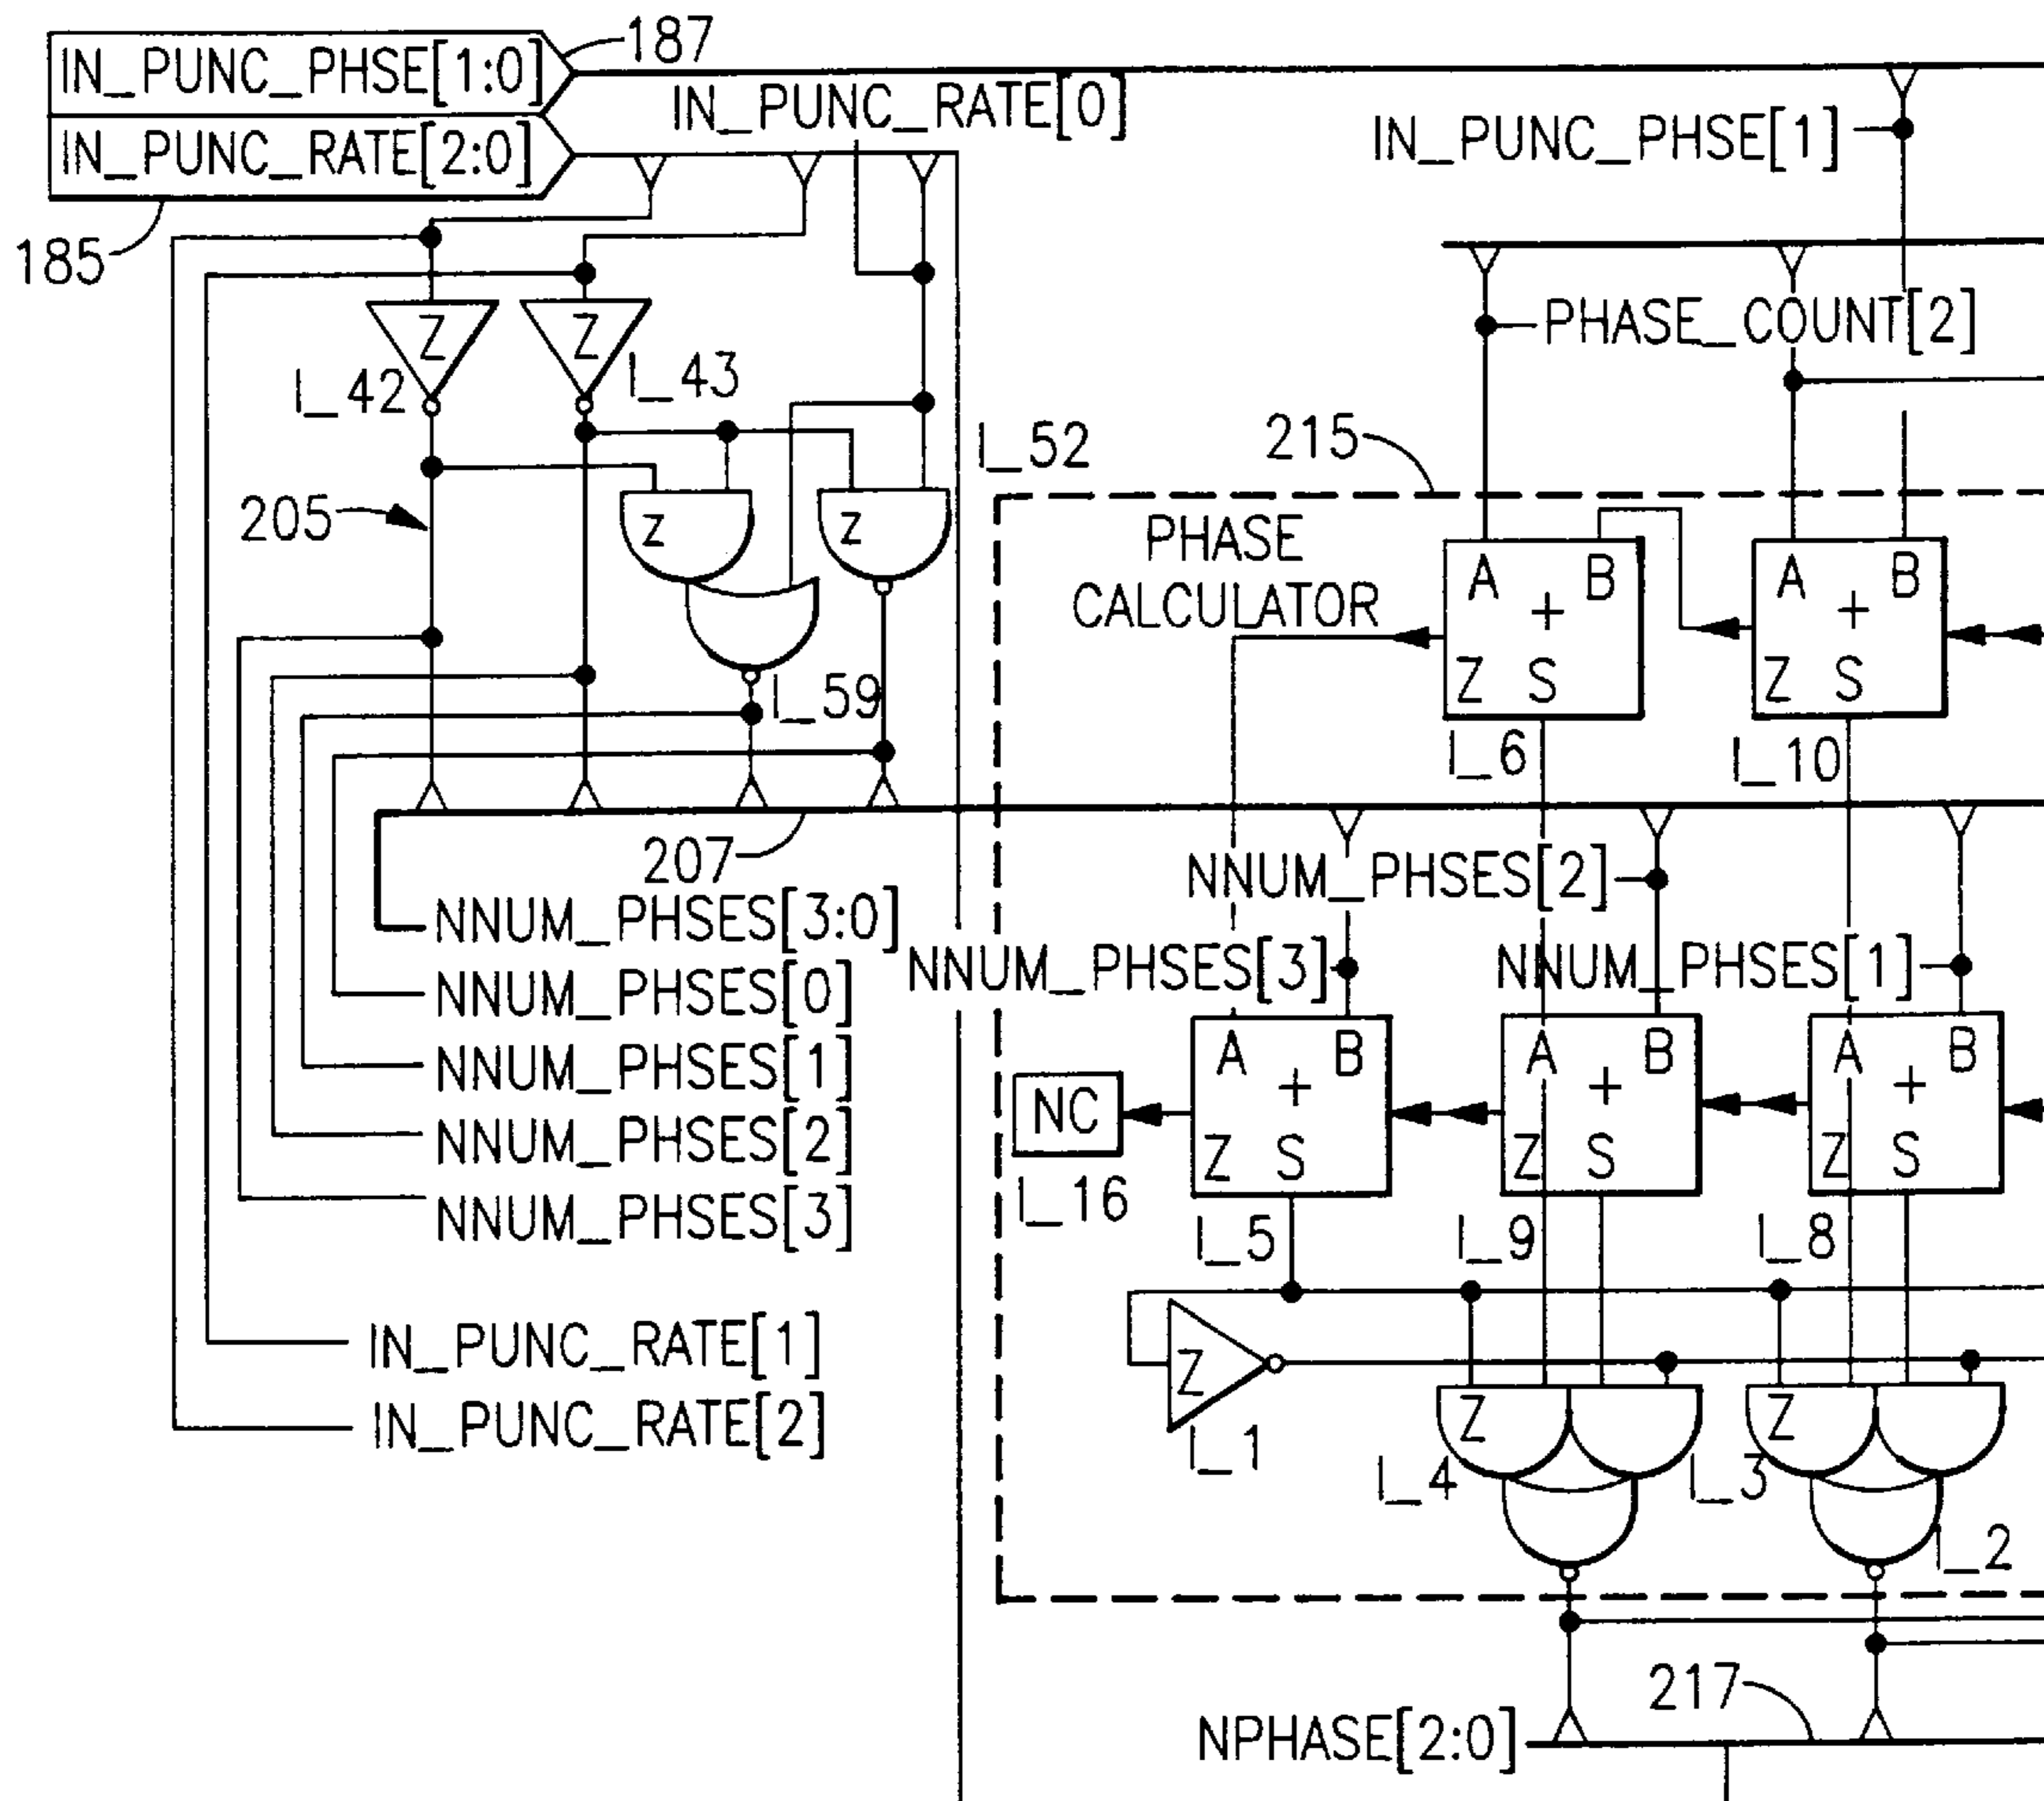 IN_PUNC_PHSE[1:0]
187
IN_PUNC_RATE[0]
IN_PUNC_PHSE[1]
IN_PUNC_RATE[2:0]
185
Z
Z
PHASE_COUNT[2]
I_42
I_43
I_52
215
205
Z
Z
PHASE
CALCULATOR
A
B
+
Z
S
A
B
+
Z
S
I_59
I_6
I_10
207
NNUM_PHSES[2]
NNUM_PHSES[3:0]
NNUM_PHSES[3]
NNUM_PHSES[1]
NNUM_PHSES[0]
NNUM_PHSES[1]
NNUM_PHSES[2]
NNUM_PHSES[3]
A
B
+
Z
S
A
B
+
Z
S
A
B
+
Z
S
NC
I_16
I_5
I_9
I_8
IN_PUNC_RATE[1]
IN_PUNC_RATE[2]
Z
I_1
Z
Z
I_4
I_3
I_2
217
NPHASE[2:0]